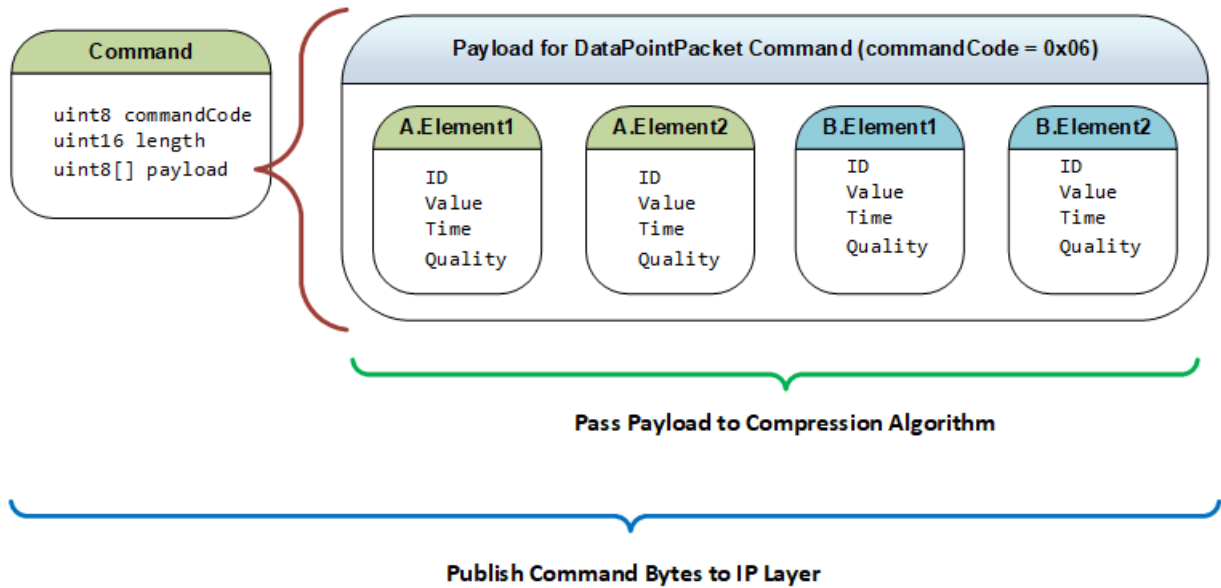 Command
uint8 commandCode
uint16 length
uint8[] payload
Payload for DataPointPacket Command (commandCode = 0x06)
A.Element1
ID
Value
Time
Quality
A.Element2
ID
Value
Time
Quality
B.Element1
ID
Value
Time
Quality
B.Element2
ID
Value
Time
Quality
Pass Payload to Compression Algorithm
Publish Command Bytes to IP Layer